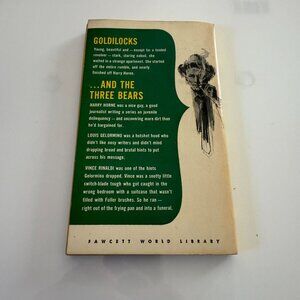 GOLDILOCKS
Young, beautiful and — except for a loaded
revolver — stark, staring naked, she
waited in a strange apartment. She started
off the entire rumble, and nearly
finished off Harry Horne.
...AND THE
THREE BEARS
HARRY HORNE was a nice guy, a good
journalist writing a series on juvenile
delinquency — and uncovering more dirt than
he'd bargained for.
LOUIS GELORMINO was a hotshot hood who
didn't like easy writers and didn't mind
dropping broad and brutal hints to put
across his message.
VINCE RINALDI was one of the hints
Gelormino dropped. Vince was a snotty little
switch-blade tough who got caught in the
wrong bedroom with a suitcase that wasn't
filled with Fuller brushes. So he ran —
right out of the frying pan and into a funeral.
FAWCETT WORLD LIBRARY